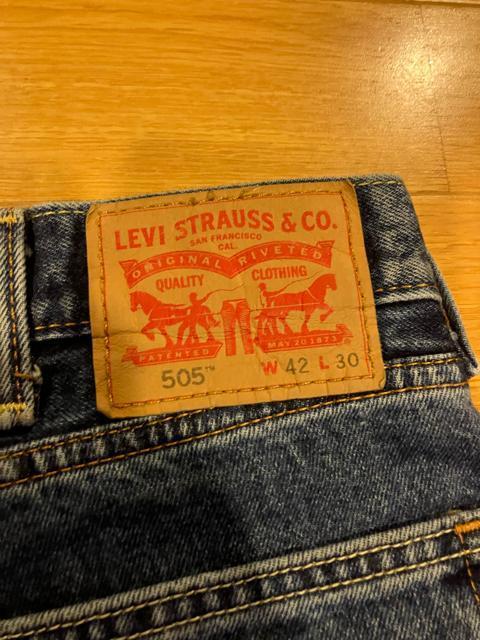 LEVI STRAUSS & CO.
SAN FRANCISCO
CAL.
ORIGINAL RIVETED
QUALITY CLOTHING
PATENTED MAY 20 1873
505™ W 42 L 30